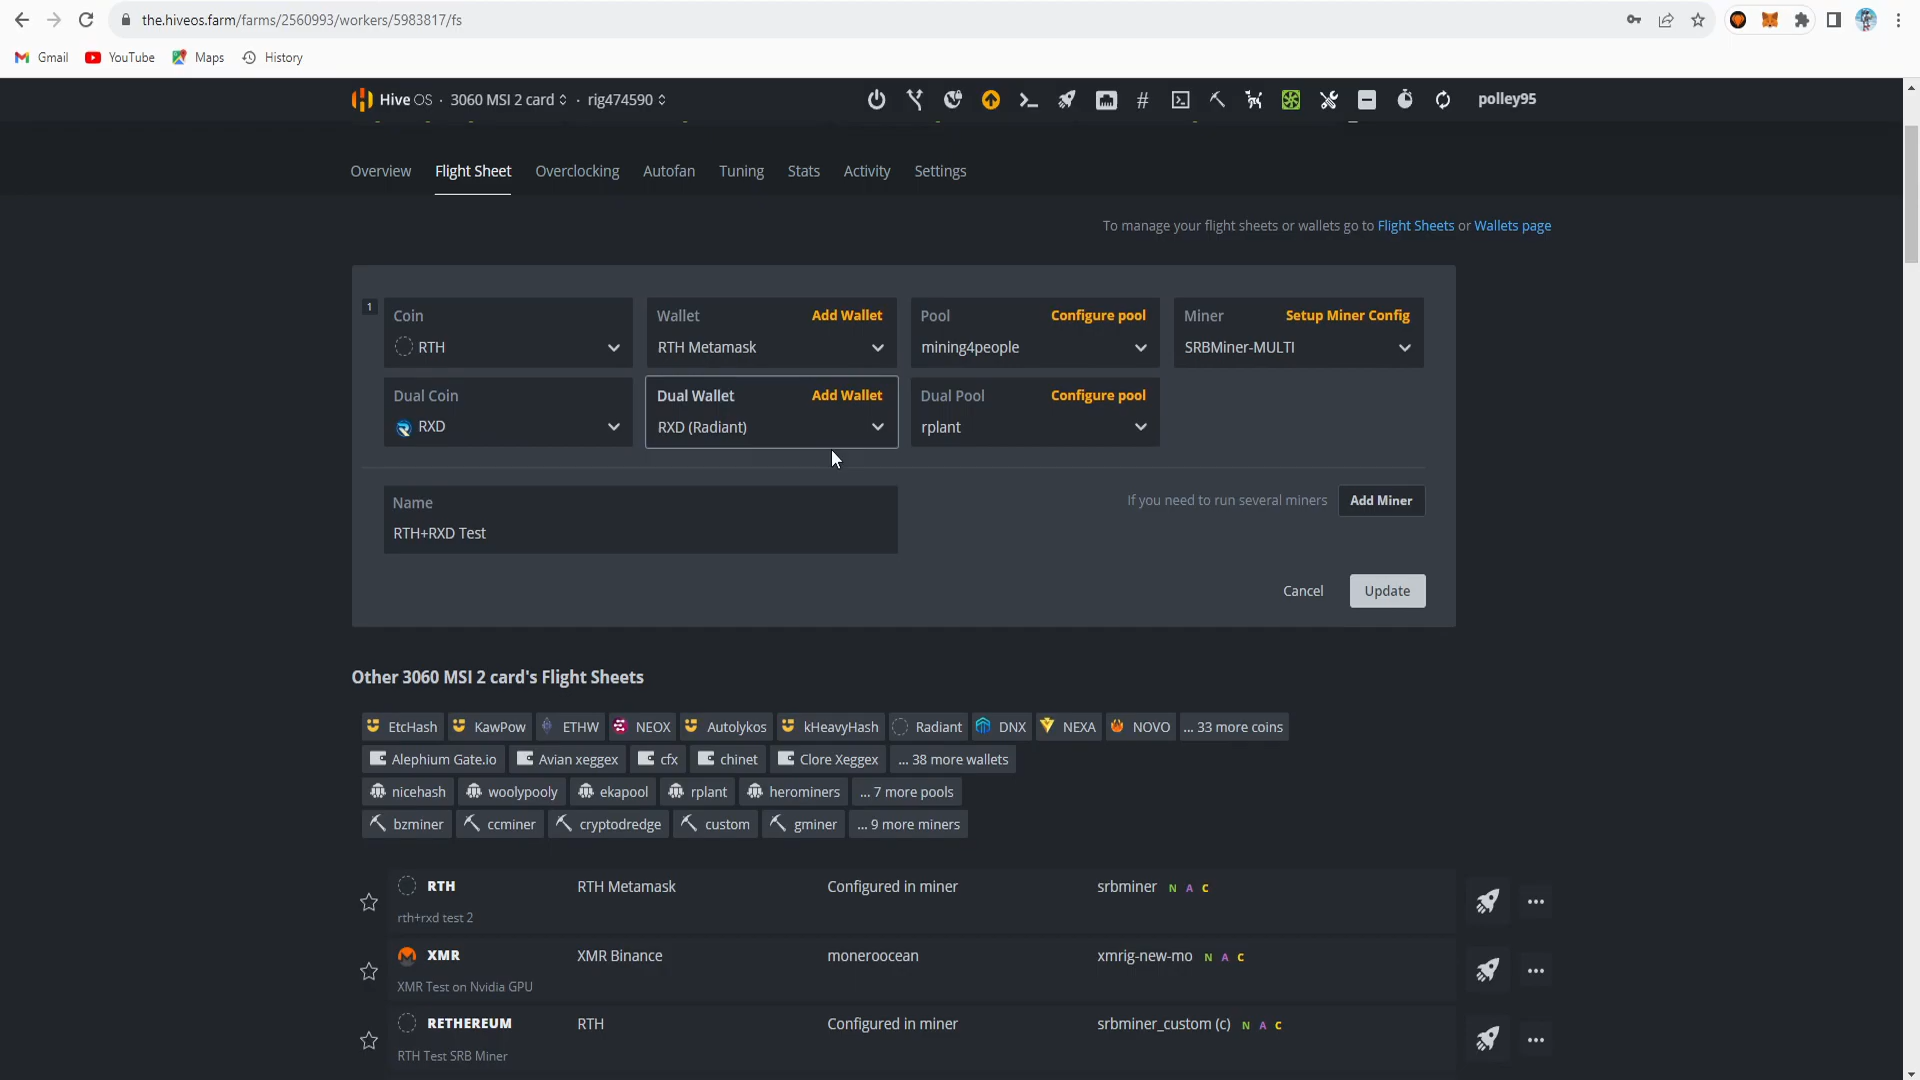 the.hiveos.farm/farms/2560993/workers/5983817/fs
Gmail YouTube Maps History
Hive OS · 3060 MSI 2 card · rig474590 # polley95
Overview Flight Sheet Overclocking Autofan Tuning Stats Activity Settings
To manage your flight sheets or wallets go to Flight Sheets or Wallets page
1 Coin Wallet Add Wallet Pool Configure pool Miner Setup Miner Config
RTH RTH Metamask mining4people SRBMiner-MULTI
Dual Coin Dual Wallet Add Wallet Dual Pool Configure pool
RXD RXD (Radiant) rplant
Name If you need to run several miners Add Miner
RTH+RXD Test
Cancel Update
Other 3060 MSI 2 card's Flight Sheets
EtcHash KawPow ETHW NEOX Autolykos kHeavyHash Radiant DNX NEXA NOVO ... 33 more coins
Alephium Gate.io Avian xeggex cfx chinet Clore Xeggex ... 38 more wallets
nicehash woolypooly ekapool rplant herominers ... 7 more pools
bzminer ccminer cryptodredge custom gminer ... 9 more miners
RTH RTH Metamask Configured in miner srbminer N A C
rth+rxd test 2
XMR XMR Binance moneroocean xmrig-new-mo N A C
XMR Test on Nvidia GPU
RETHEREUM RTH Configured in miner srbminer_custom (c) N A C
RTH Test SRB Miner